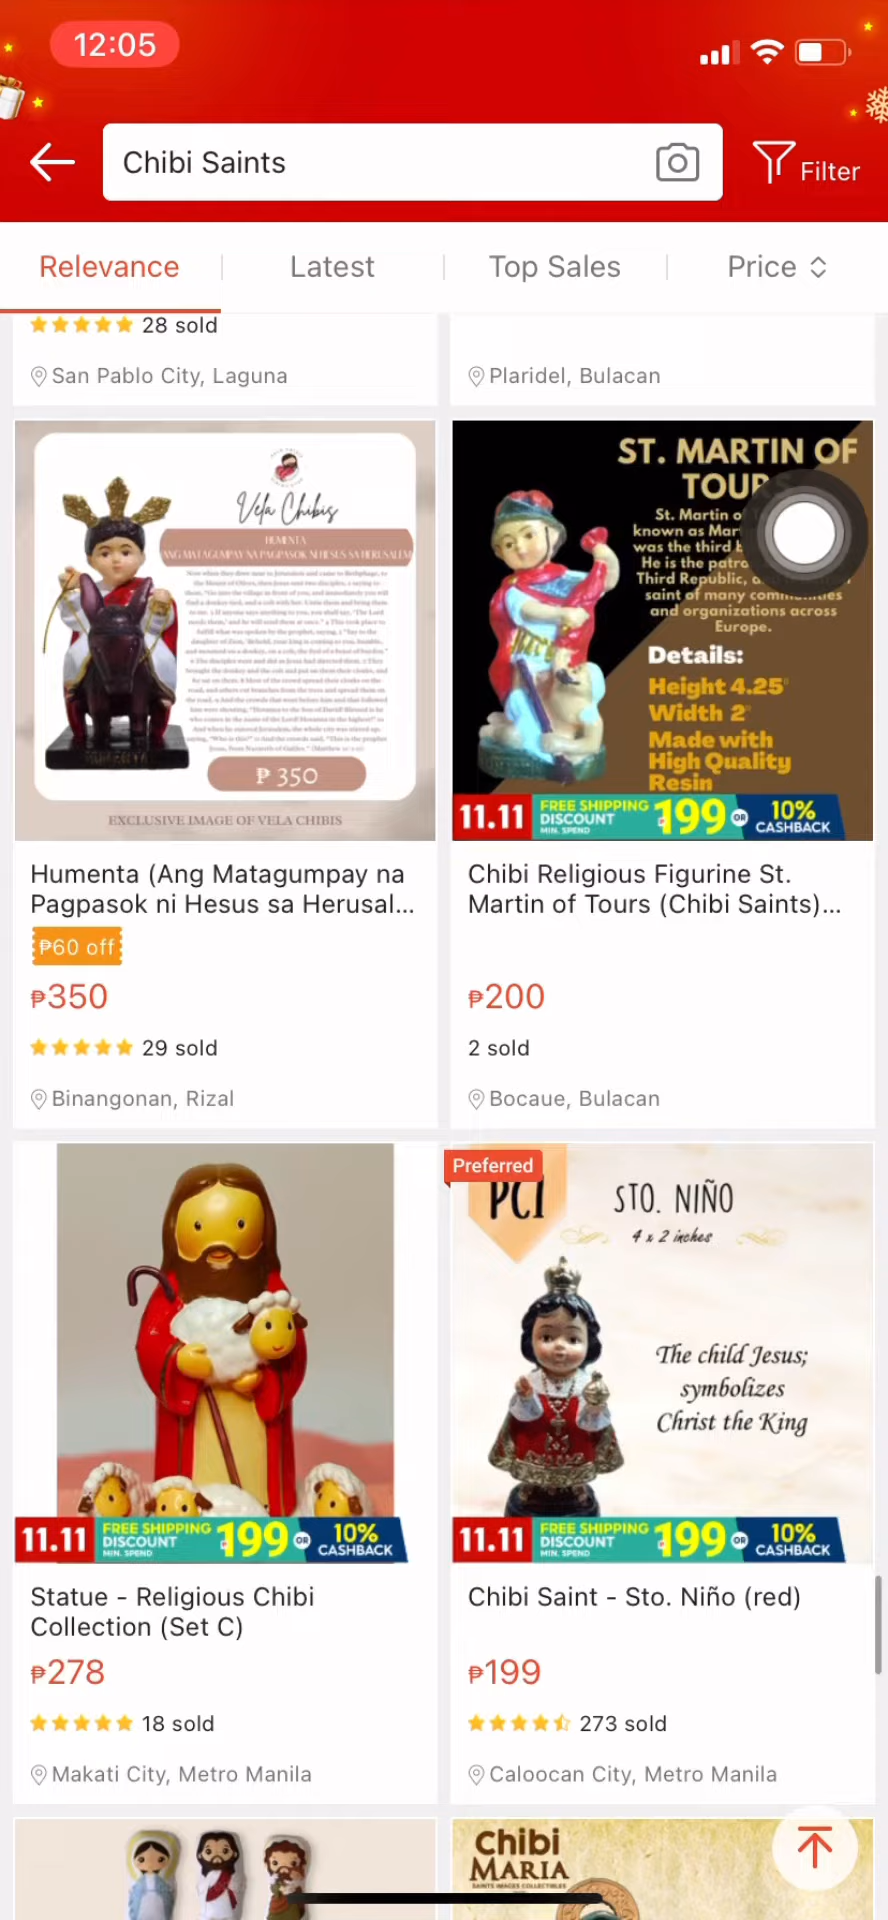 12:05
Chibi Saints
Filter
Relevance
Latest
Top Sales
Price
28 sold
San Pablo City, Laguna
Plaridel, Bulacan
Vela Chibis
HUMENTA
ANG MATAGUMPAY NA PAGPASOK NI HESUS SA HERUSALEM
₱ 350
EXCLUSIVE IMAGE OF VELA CHIBIS
Humenta (Ang Matagumpay na
Pagpasok ni Hesus sa Herusal...
₱60 off
₱350
29 sold
Binangonan, Rizal
ST. MARTIN OF
TOUR
St. Martin o
known as Mar
was the third
He is the patro
Third Republic,
saint of many communities
and organizations across
Europe.
Details:
Height 4.25"
Width 2"
Made with
High Quality
Resin
11.11
FREE SHIPPING
DISCOUNT
MIN. SPEND
₱199
OR
10%
CASHBACK
Chibi Religious Figurine St.
Martin of Tours (Chibi Saints)...
₱200
2 sold
Bocaue, Bulacan
11.11
FREE SHIPPING
DISCOUNT
MIN. SPEND
₱199
OR
10%
CASHBACK
Statue - Religious Chibi
Collection (Set C)
₱278
18 sold
Makati City, Metro Manila
Preferred
PCI
STO. NIÑO
4 x 2 inches
The child Jesus;
symbolizes
Christ the King
11.11
FREE SHIPPING
DISCOUNT
MIN. SPEND
₱199
OR
10%
CASHBACK
Chibi Saint - Sto. Niño (red)
₱199
273 sold
Caloocan City, Metro Manila
Chibi
MARIA
SAINTS IMAGES COLLECTIBLES